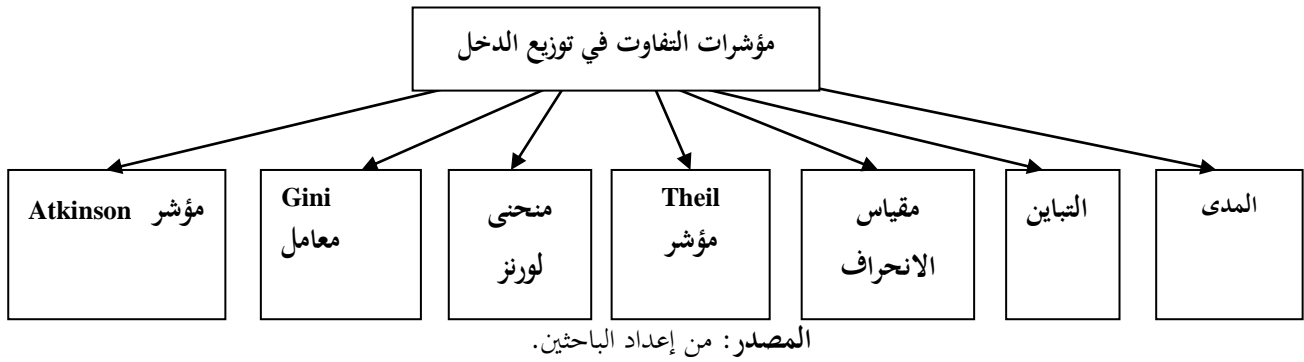 مؤشرات التفاوت في توزيع الدخل
المدى
التباين
مقياس
الانحراف
Theil
مؤشر
منحنى
لورنز
Gini
معامل
مؤشر Atkinson
المصدر: من إعداد الباحثين.